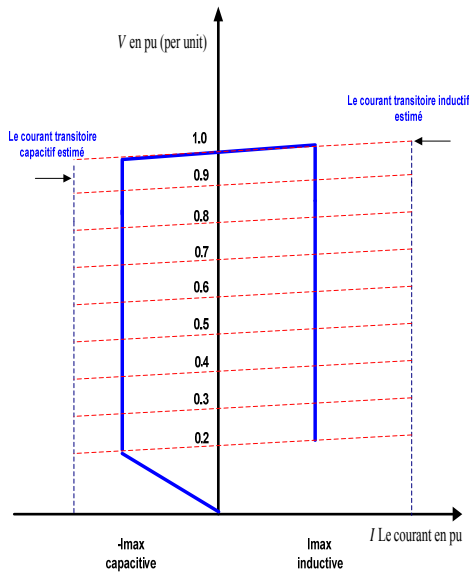 V en pu (per unit)
Le courant transitoire inductif
estimé
Le courant transitoire
capacitif estimé
1.0
0.9
0.8
0.7
0.6
0.5
0.4
0.3
0.2
I Le courant en pu
-Imax
capacitive
Imax
inductive